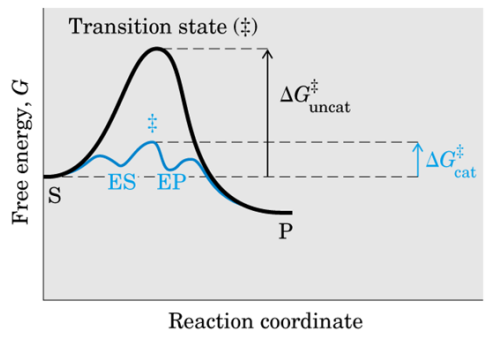 Transition state (‡)
Free energy, G
ΔG‡uncat
‡
ΔG‡cat
ES
EP
S
P
Reaction coordinate